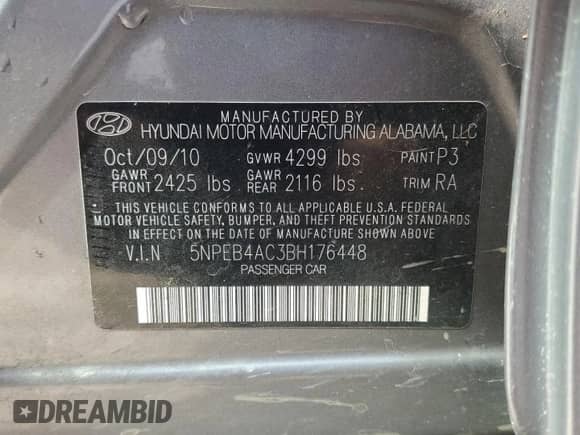 MANUFACTURED BY
HYUNDAI MOTOR MANUFACTURING ALABAMA, LLC
Oct/09/10 GVWR 4299 lbs PAINT P3
GAWR FRONT 2425 lbs GAWR REAR 2116 lbs. TRIM RA
THIS VEHICLE CONFORMS TO ALL APPLICABLE U.S.A. FEDERAL
MOTOR VEHICLE SAFETY, BUMPER, AND THEFT PREVENTION STANDARDS
IN EFFECT ON THE DATE OF MANUFACTURE SHOWN ABOVE
V.I.N 5NPEB4AC3BH176448
PASSENGER CAR
DREAMBID